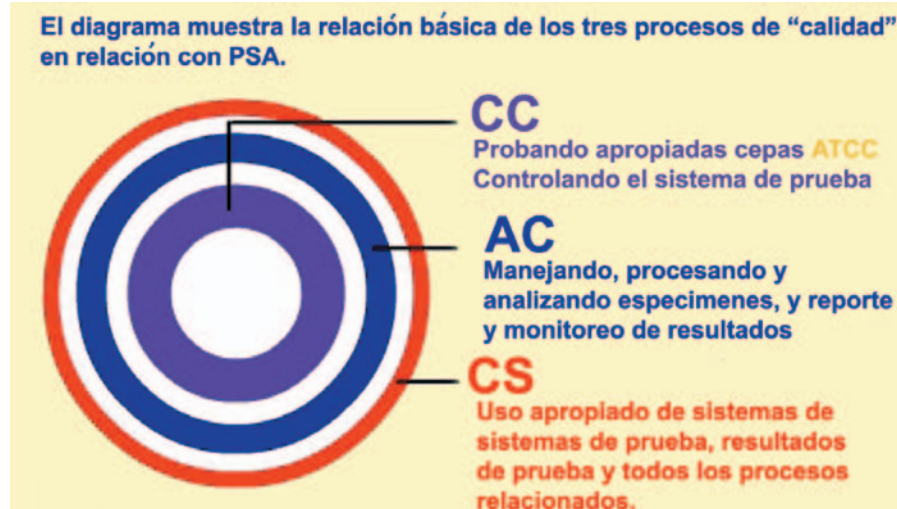 El diagrama muestra la relación básica de los tres procesos de “calidad”
en relación con PSA.
CC
Probando apropiadas cepas ATCC
Controlando el sistema de prueba
AC
Manejando, procesando y
analizando especimenes, y reporte
y monitoreo de resultados
CS
Uso apropiado de sistemas de
sistemas de prueba, resultados
de prueba y todos los procesos
relacionados.